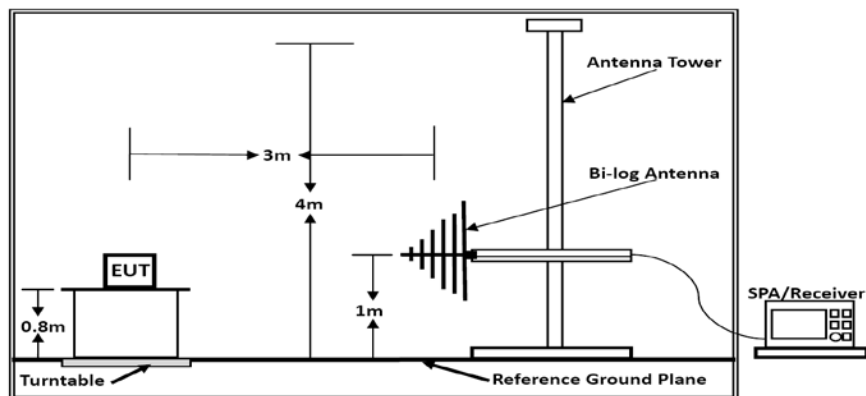 Antenna Tower
3m
Bi-log Antenna
4m
EUT
SPA/Receiver
1m
0.8m
Turntable
Reference Ground Plane